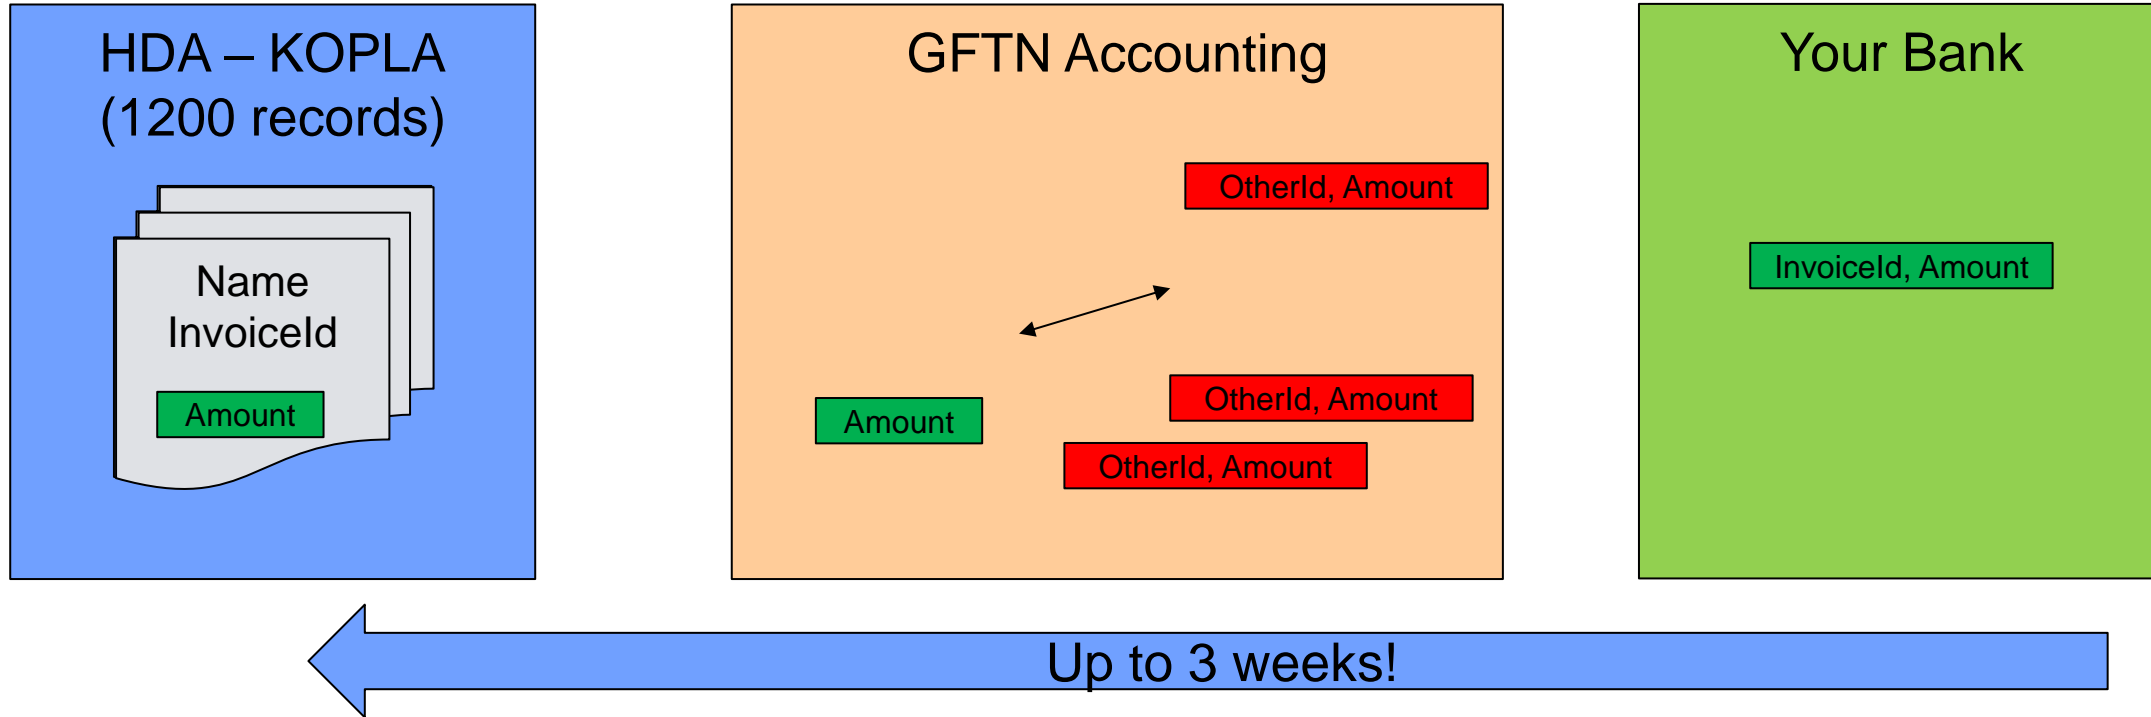 HDA – KOPLA
(1200 records)
Name
InvoiceId
Amount
GFTN Accounting
OtherId, Amount
OtherId, Amount
Amount
OtherId, Amount
Your Bank
InvoiceId, Amount
Up to 3 weeks!